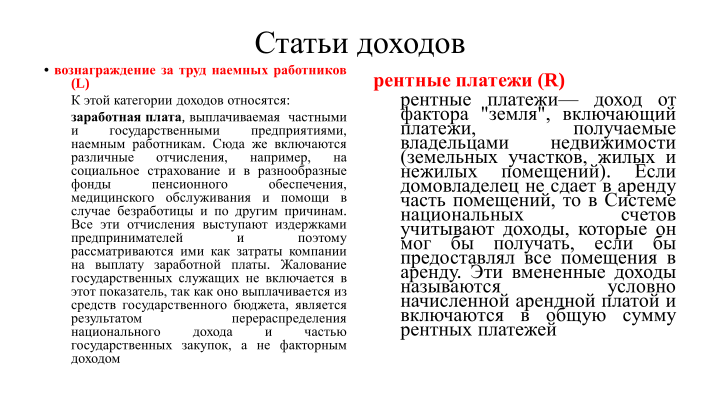 Статьи доходов
• вознаграждение за труд наемных работников
(L)
К этой категории доходов относятся:
заработная плата, выплачиваемая частными
и государственными предприятиями,
наемным работникам. Сюда же включаются
различные отчисления, например, на
социальное страхование и в разнообразные
фонды пенсионного обеспечения,
медицинского обслуживания и помощи в
случае безработицы и по другим причинам.
Все эти отчисления выступают издержками
предпринимателей и поэтому
рассматриваются ими как затраты компании
на выплату заработной платы. Жалование
государственных служащих не включается в
этот показатель, так как оно выплачивается из
средств государственного бюджета, является
результатом перераспределения
национального дохода и частью
государственных закупок, а не факторным
доходом
рентные платежи (R)
рентные платежи— доход от
фактора "земля", включающий
платежи, получаемые
владельцами недвижимости
(земельных участков, жилых и
нежилых помещений). Если
домовладелец не сдает в аренду
часть помещений, то в Системе
национальных счетов
учитывают доходы, которые он
мог бы получать, если бы
предоставлял все помещения в
аренду. Эти вмененные доходы
называются условно
начисленной арендной платой и
включаются в общую сумму
рентных платежей